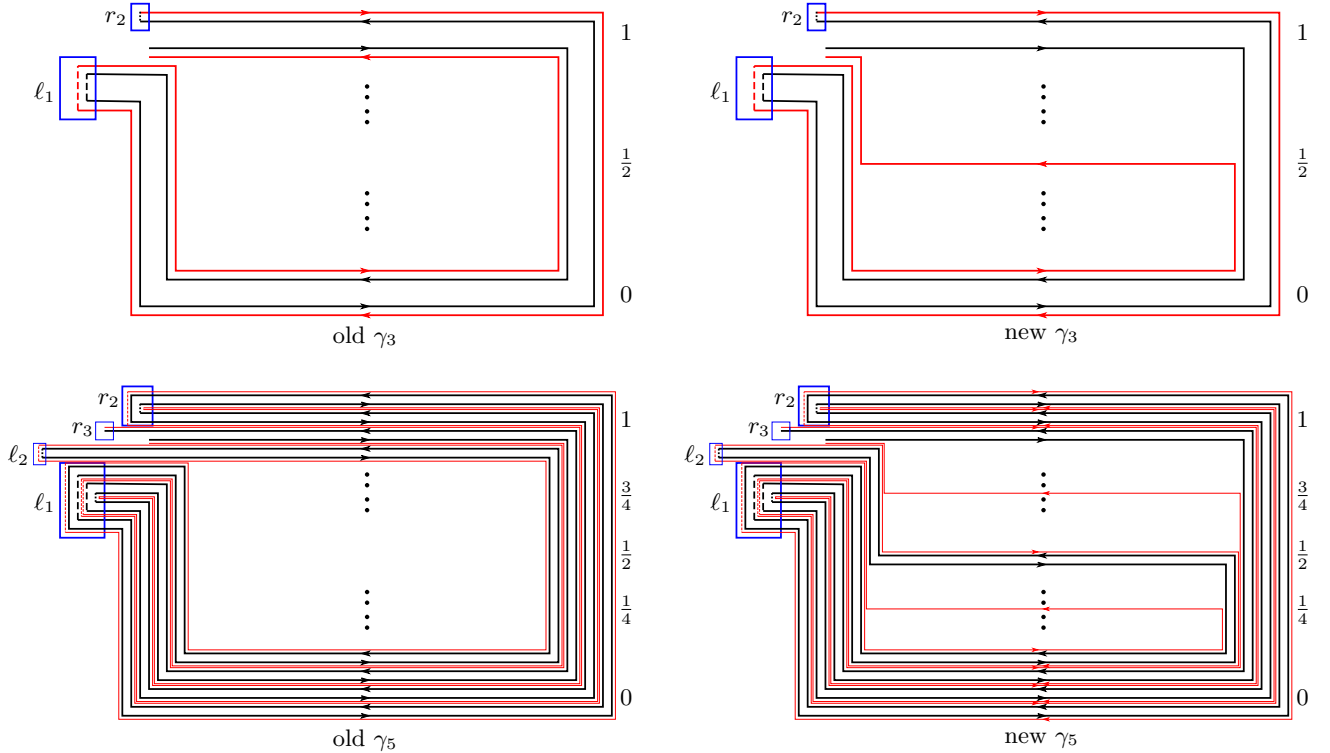 r₂ 1 r₂ 1
ℓ₁ ℓ₁
½ ½
0 0
old γ₃ new γ₃
r₂ 1 r₂ 1
r₃ r₃
ℓ₂ ℓ₂
ℓ₁ ¾ ℓ₁ ¾
½ ½
¼ ¼
0 0
old γ₅ new γ₅